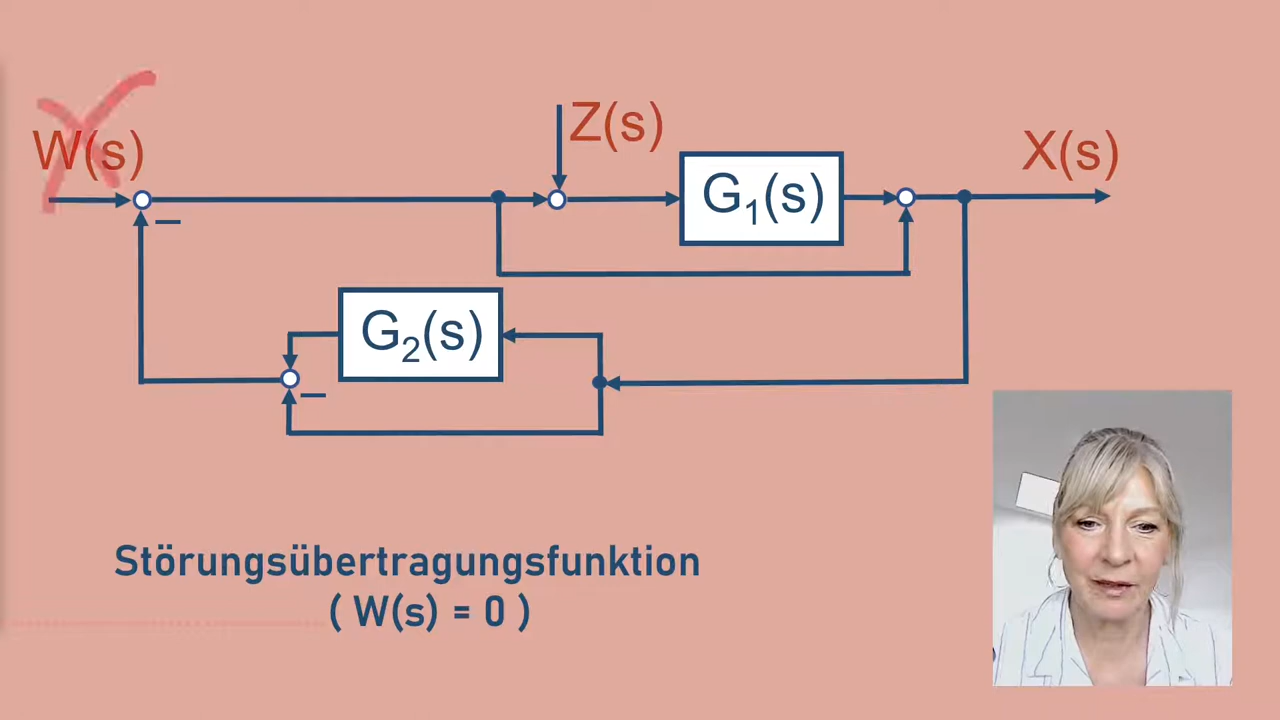 W(s)
Z(s)
X(s)
G₁(s)
–
G₂(s)
–
Störungsübertragungsfunktion
( W(s) = 0 )